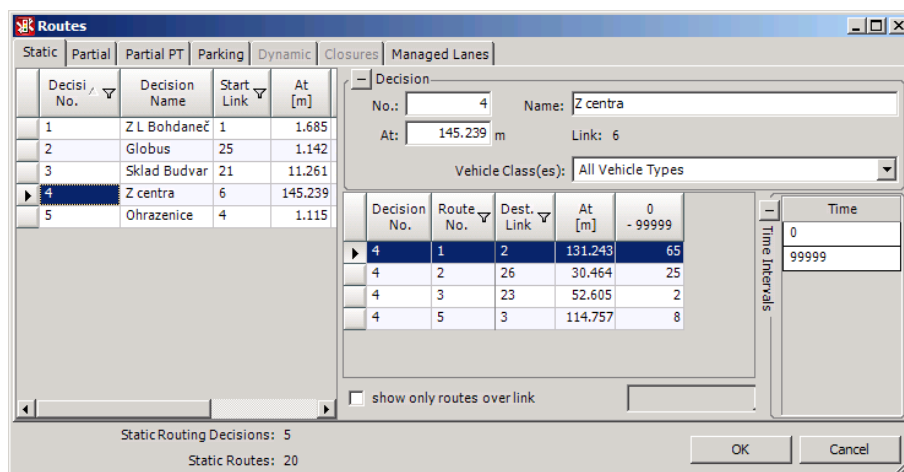 Routes
Static Partial Partial PT Parking Dynamic Closures Managed Lanes
Decisi No. Decision Name Start Link At [m]
1 Z L Bohdaneč 1 1.685
2 Globus 25 1.142
3 Sklad Budvar 21 11.261
4 Z centra 6 145.239
5 Ohrazenice 4 1.115
Decision
No.: 4 Name: Z centra
At: 145.239 m Link: 6
Vehicle Class(es): All Vehicle Types
Decision No. Route No. Dest. Link At [m] 0 - 99999
4 1 2 131.243 65
4 2 26 30.464 25
4 3 23 52.605 2
4 5 3 114.757 8
Time Intervals
Time
0
99999
show only routes over link
Static Routing Decisions: 5
Static Routes: 20
OK Cancel